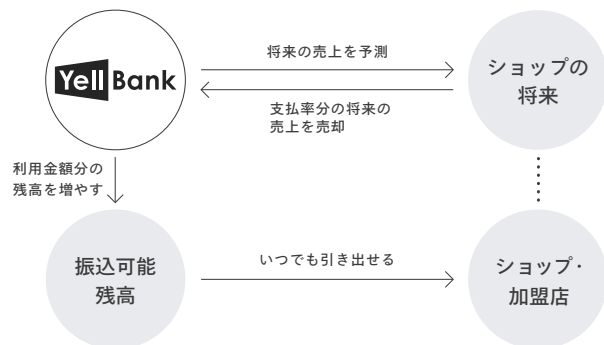 YellBank
将来の売上を予測
支払率分の将来の
売上を売却
ショップの
将来
利用金額分の
残高を増やす
振込可能
残高
いつでも引き出せる
ショップ・
加盟店